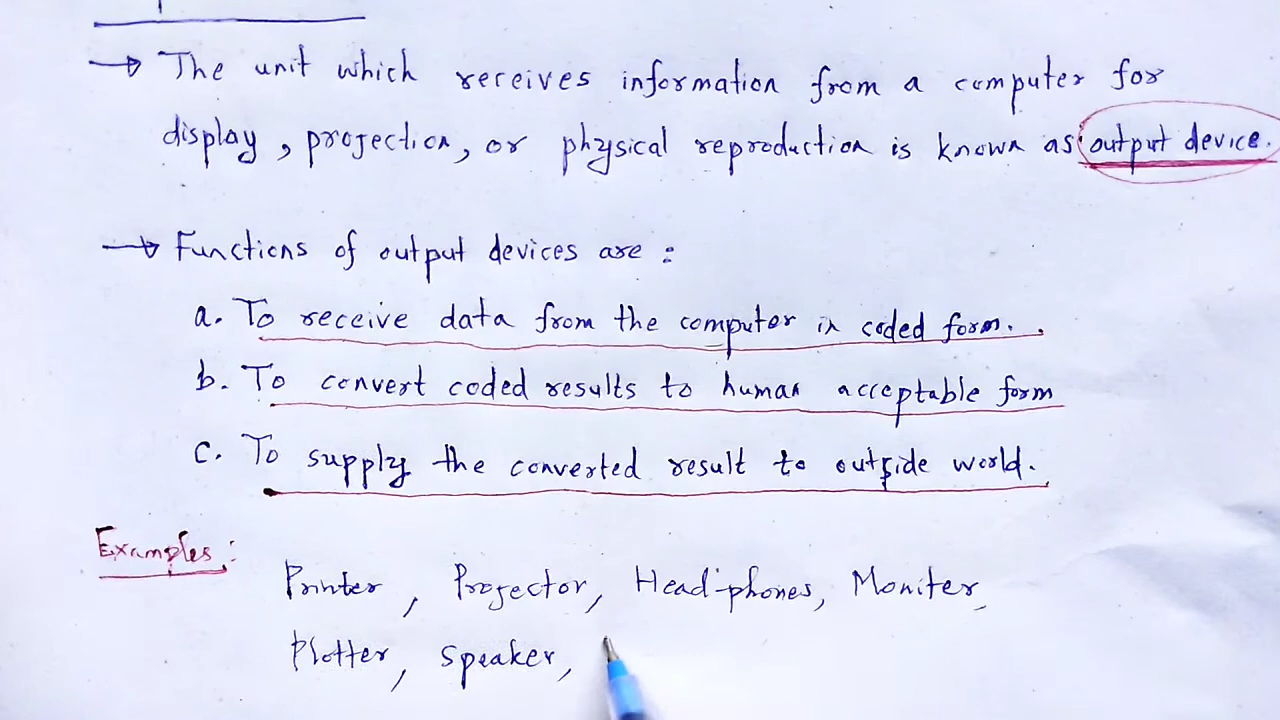 → The unit which receives information from a computer for
display, projection, or physical reproduction is known as output device.
→ Functions of output devices are :
a. To receive data from the computer in coded form.
b. To convert coded results to human acceptable form
c. To supply the converted result to outside world.
Examples:
Printer, Projector, Head-phones, Moniter,
Plotter, Speaker,